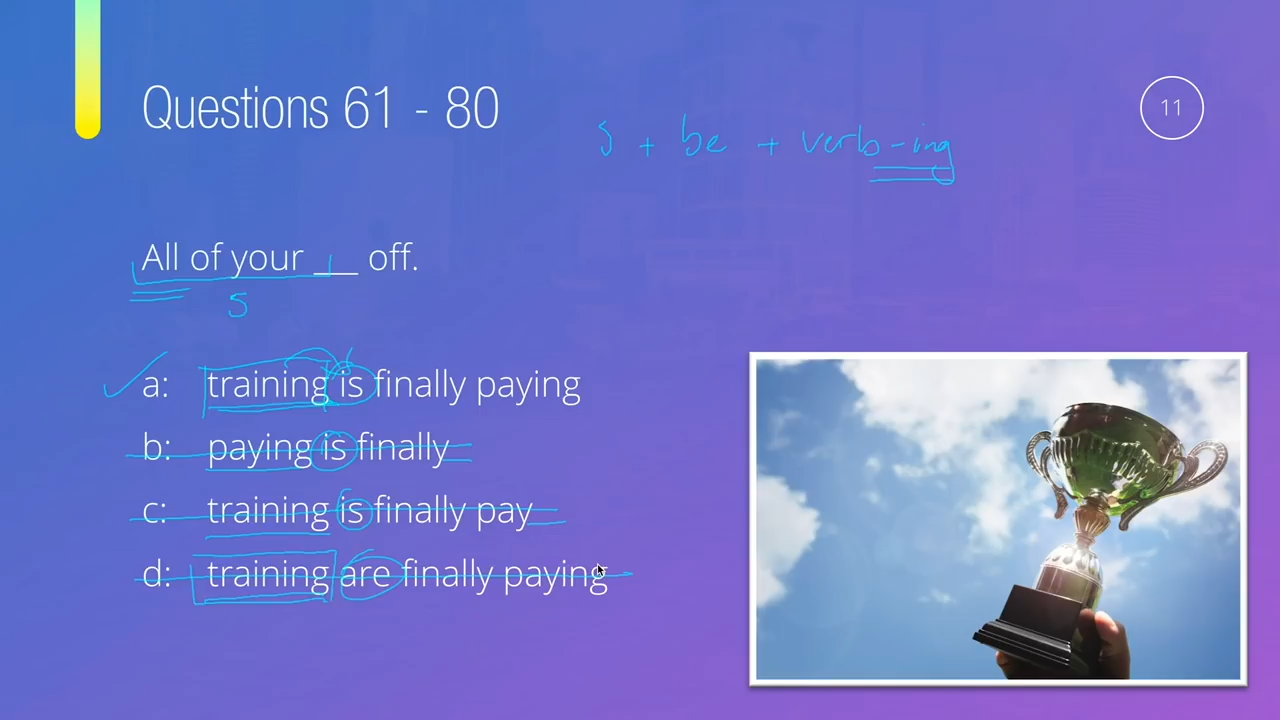 Questions 61 - 80
11
S + be + verb-ing
All of your ___ off.
S
a: training is finally paying
b: paying is finally
c: training is finally pay
d: training are finally paying